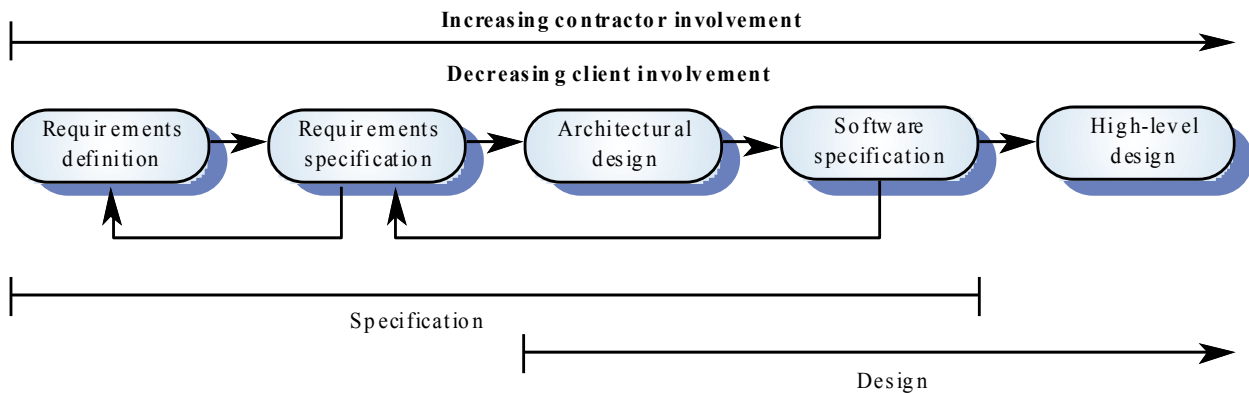 Increasing contractor involvement
Decreasing client involvement
Requirements
definition
Requirements
specification
Architectural
design
Software
specification
High-level
design
Specification
Design